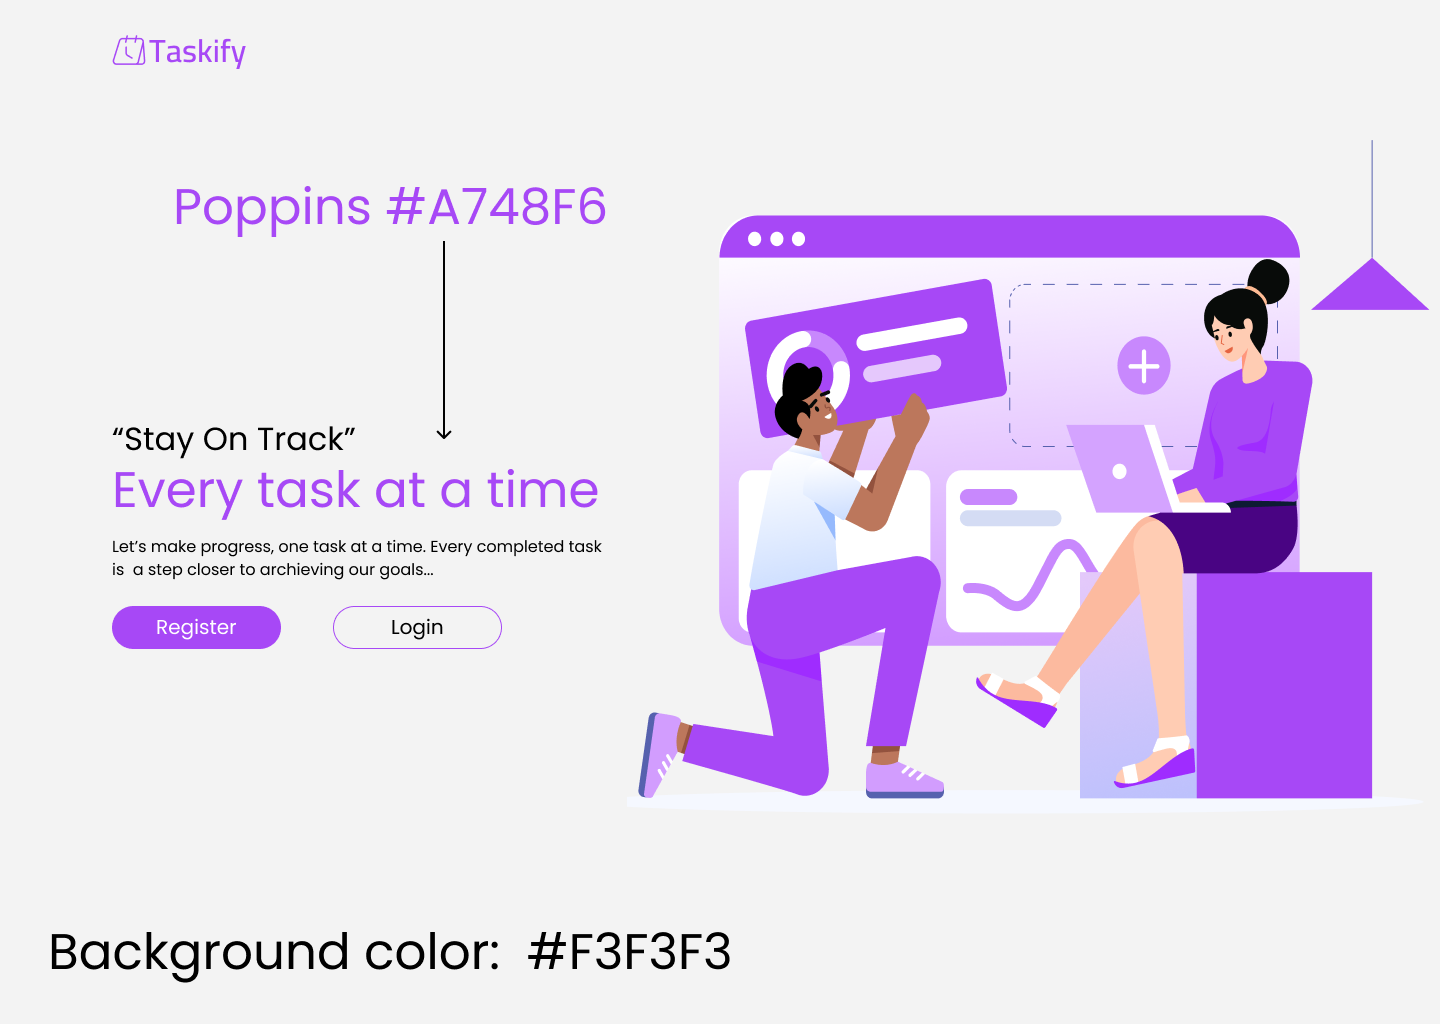 Taskify
Poppins #A748F6
“Stay On Track”
Every task at a time
Let’s make progress, one task at a time. Every completed task
is  a step closer to archieving our goals...
Register
Login
Background color:  #F3F3F3